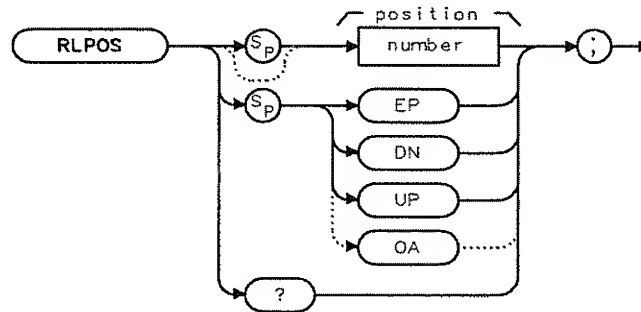 position
RLPOS SP number ;
SP EP
DN
UP
OA
?